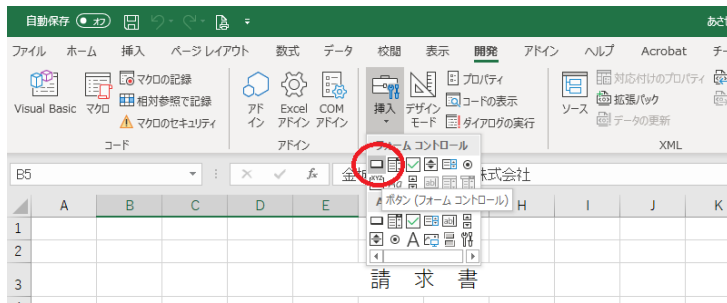 自動保存 オフ
あさ
ファイル ホーム 挿入 ページ レイアウト 数式 データ 校閲 表示 開発 アドイン ヘルプ Acrobat チー
Visual Basic マクロ マクロの記録 相対参照で記録 マクロのセキュリティ
コード
アドイン Excel アドイン COM アドイン
アドイン
挿入 デザイン モード プロパティ コードの表示 ダイアログの実行
ソース 対応付けのプロパティ 拡張パック データの更新
XML
フォーム コントロール
B5 fx 金 株式会社
ボタン (フォーム コントロール)
A B C D E H I J K
1
2
3 請 求 書